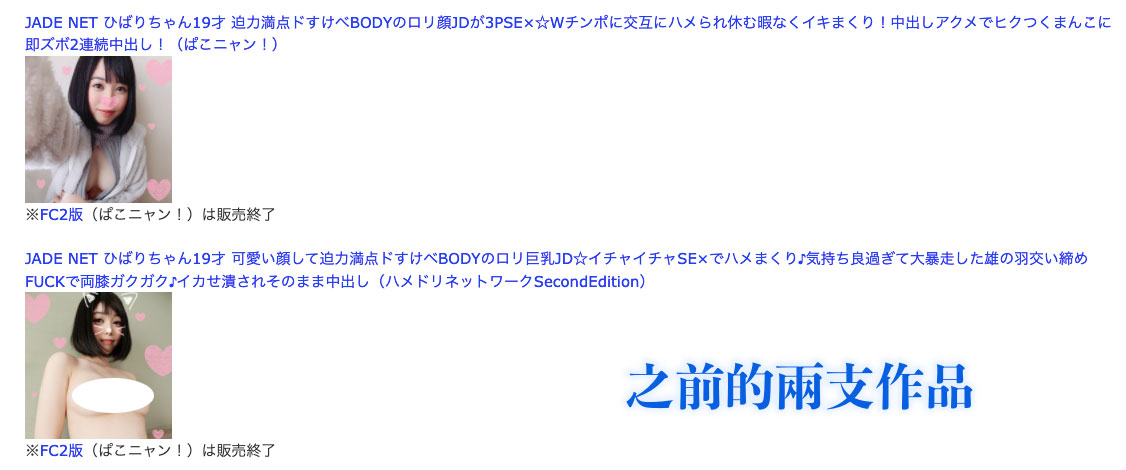 JADE NET ひばりちゃん19才 迫力満点ドすけべBODYのロリ顔JDが3PSE×☆Wチンポに交互にハメられ休む暇なくイキまくり！中出しアクメでヒクつくまんこに
即ズボ2連続中出し！（ぱこニャン！）
※FC2版（ぱこニャン！）は販売終了
JADE NET ひばりちゃん19才 可愛い顔して迫力満点ドすけべBODYのロリ巨乳JD☆イチャイチャSE×でハメまくり♪気持ち良過ぎて大暴走した雄の羽交い締め
FUCKで両膝ガクガク♪イカせ潰されそのまま中出し（ハメドリネットワークSecondEdition）
之前的兩支作品
※FC2版（ぱこニャン！）は販売終了